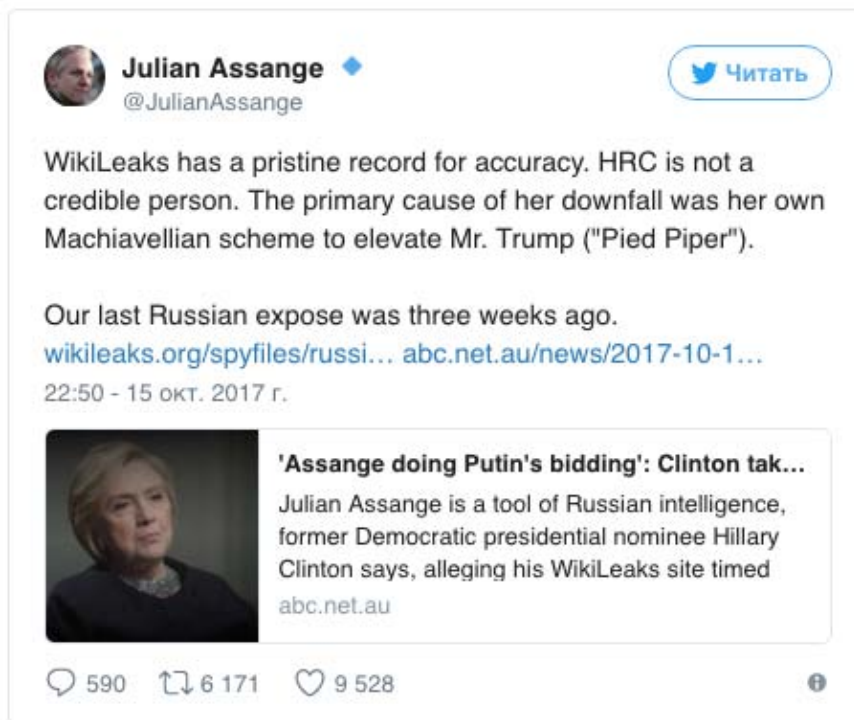 Julian Assange
@JulianAssange
Читать
WikiLeaks has a pristine record for accuracy. HRC is not a
credible person. The primary cause of her downfall was her own
Machiavellian scheme to elevate Mr. Trump ("Pied Piper").
Our last Russian expose was three weeks ago.
wikileaks.org/spyfiles/russi… abc.net.au/news/2017-10-1…
22:50 - 15 окт. 2017 г.
'Assange doing Putin's bidding': Clinton tak...
Julian Assange is a tool of Russian intelligence,
former Democratic presidential nominee Hillary
Clinton says, alleging his WikiLeaks site timed
abc.net.au
590 6 171 9 528